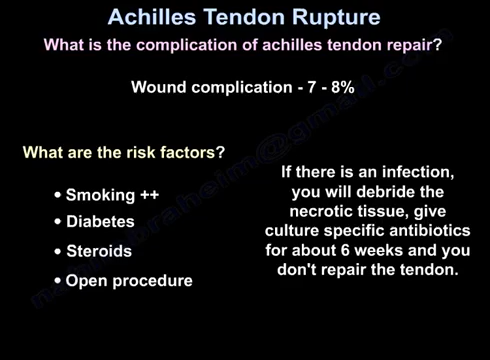 Achilles Tendon Rupture
What is the complication of achilles tendon repair?
Wound complication - 7 - 8%
What are the risk factors?
• Smoking ++
• Diabetes
• Steroids
• Open procedure
If there is an infection,
you will debride the
necrotic tissue, give
culture specific antibiotics
for about 6 weeks and you
don't repair the tendon.